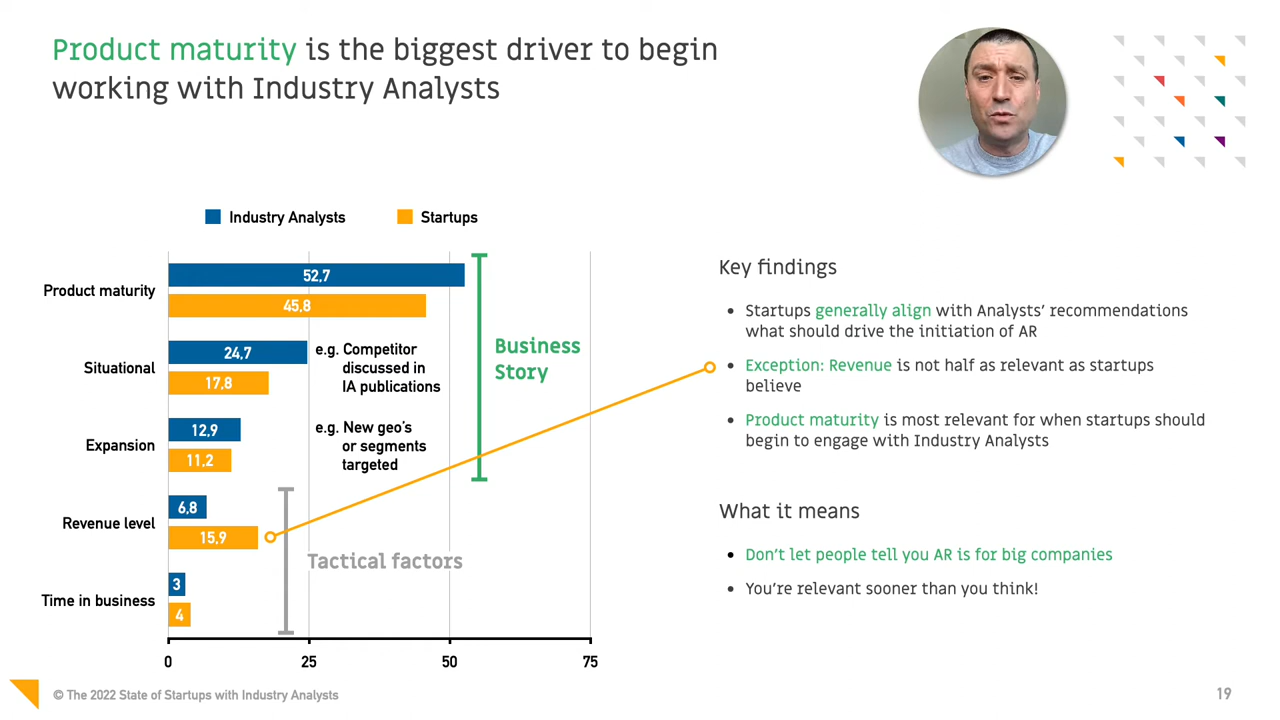 Product maturity is the biggest driver to begin
working with Industry Analysts
Industry Analysts
Startups
Product maturity
52,7
45,8
Situational
24,7
17,8
e.g. Competitor
discussed in
IA publications
Business
Story
Expansion
12,9
11,2
e.g. New geo's
or segments
targeted
Revenue level
6,8
15,9
Tactical factors
Time in business
3
4
0
25
50
75
Key findings
• Startups generally align with Analysts' recommendations
what should drive the initiation of AR
• Exception: Revenue is not half as relevant as startups
believe
• Product maturity is most relevant for when startups should
begin to engage with Industry Analysts
What it means
• Don't let people tell you AR is for big companies
• You're relevant sooner than you think!
© The 2022 State of Startups with Industry Analysts
19